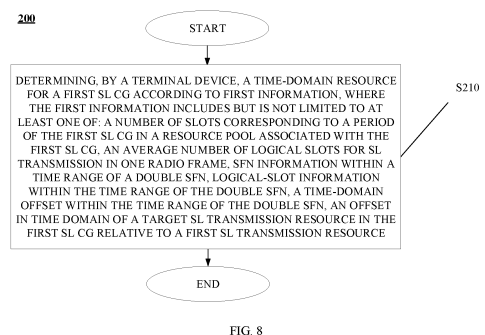 200
START
DETERMINING, BY A TERMINAL DEVICE, A TIME-DOMAIN RESOURCE
FOR A FIRST SL CG ACCORDING TO FIRST INFORMATION, WHERE
THE FIRST INFORMATION INCLUDES BUT IS NOT LIMITED TO AT
LEAST ONE OF: A NUMBER OF SLOTS CORRESPONDING TO A PERIOD
OF THE FIRST SL CG IN A RESOURCE POOL ASSOCIATED WITH THE
FIRST SL CG, AN AVERAGE NUMBER OF LOGICAL SLOTS FOR SL
TRANSMISSION IN ONE RADIO FRAME, SFN INFORMATION WITHIN A
TIME RANGE OF A DOUBLE SFN, LOGICAL-SLOT INFORMATION
WITHIN THE TIME RANGE OF THE DOUBLE SFN, A TIME-DOMAIN
OFFSET WITHIN THE TIME RANGE OF THE DOUBLE SFN, AN OFFSET
IN TIME DOMAIN OF A TARGET SL TRANSMISSION RESOURCE IN THE
FIRST SL CG RELATIVE TO A FIRST SL TRANSMISSION RESOURCE
S210
END
FIG. 8